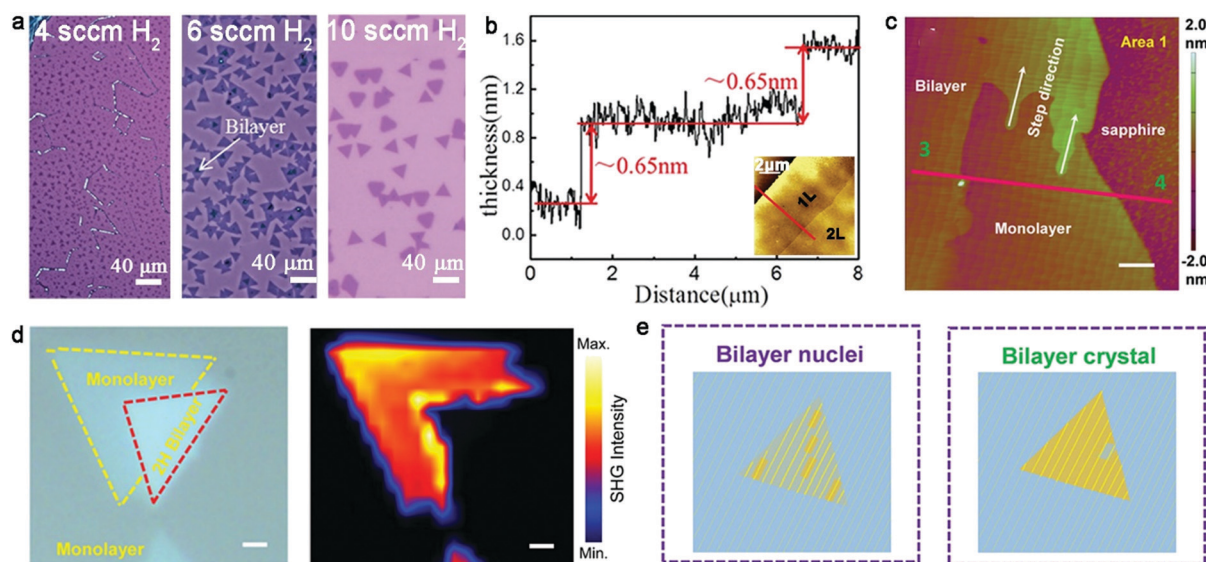 a
4 sccm H2
6 sccm H2
10 sccm H2
Bilayer
40 μm
40 μm
40 μm
b
thickness(nm)
1.6
1.2
0.8
0.4
0.0
~0.65nm
~0.65nm
2μm
1L
2L
0 2 4 6 8
Distance(μm)
c
Area 1
2.0
nm
Bilayer
Step direction
sapphire
3
4
Monolayer
-2.0
nm
d
Monolayer
2H Bilayer
Monolayer
Max.
SHG Intensity
Min.
e
Bilayer nuclei
Bilayer crystal